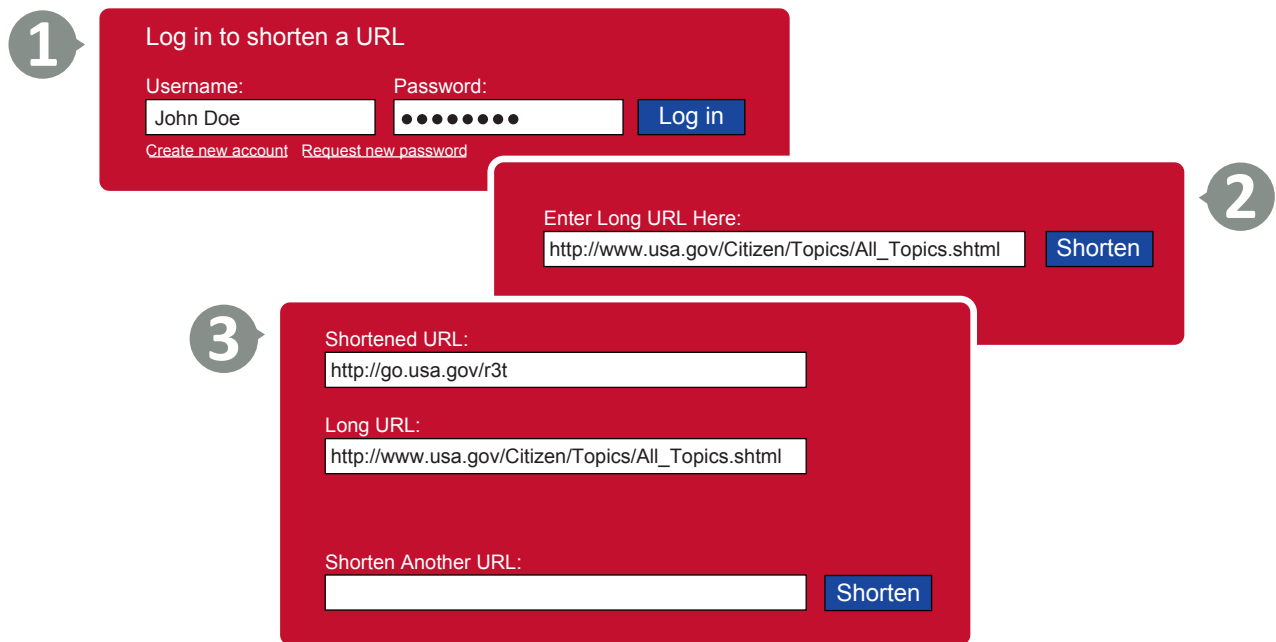 1
Log in to shorten a URL
Username: Password:
John Doe ●●●●●●●● Log in
Create new account Request new password
2
Enter Long URL Here:
http://www.usa.gov/Citizen/Topics/All_Topics.shtml Shorten
3
Shortened URL:
http://go.usa.gov/r3t
Long URL:
http://www.usa.gov/Citizen/Topics/All_Topics.shtml
Shorten Another URL:
Shorten